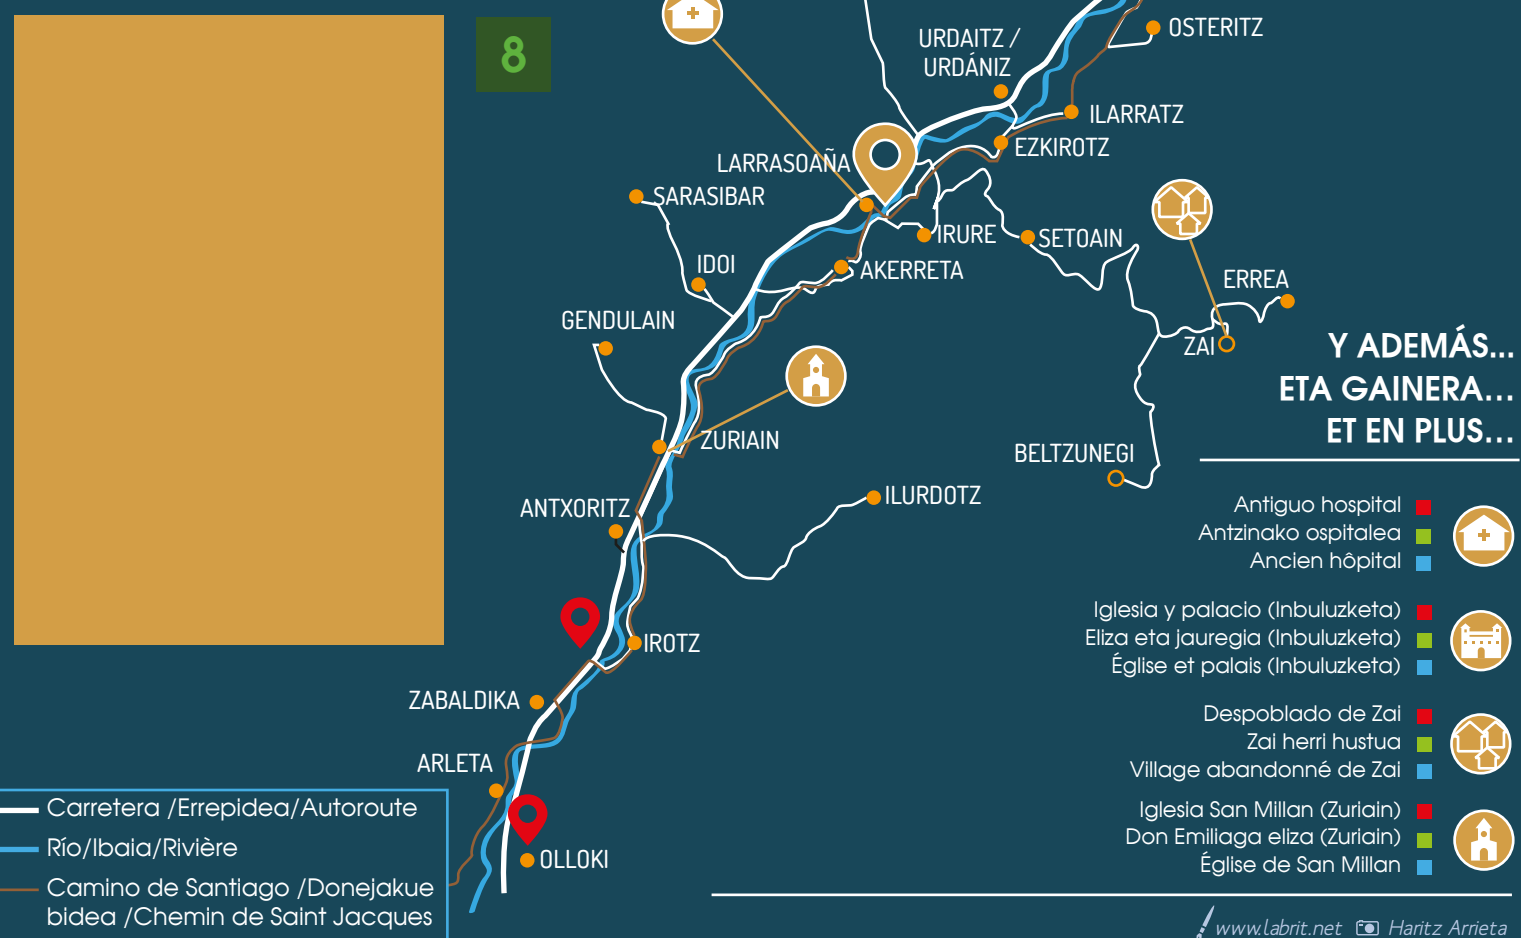 8
OSTERITZ
URDAITZ /
URDÁNIZ
ILARRATZ
EZKIROTZ
LARRASOAÑA
SARASIBAR
IRURE
SETOAIN
IDOI
AKERRETA
ERREA
GENDULAIN
ZAI
Y ADEMÁS...
ETA GAINERA...
ET EN PLUS...
ZURIAIN
BELTZUNEGI
ILURDOTZ
ANTXORITZ
Antiguo hospital
Antzinako ospitalea
Ancien hôpital
Iglesia y palacio (Inbuluzketa)
Eliza eta jauregia (Inbuluzketa)
Église et palais (Inbuluzketa)
IROTZ
ZABALDIKA
Despoblado de Zai
Zai herri hustua
Village abandonné de Zai
ARLETA
Iglesia San Millan (Zuriain)
Don Emiliaga eliza (Zuriain)
Église de San Millan
OLLOKI
Carretera /Errepidea/Autoroute
Río/Ibaia/Rivière
Camino de Santiago /Donejakue
bidea /Chemin de Saint Jacques
www.labrit.net Haritz Arrieta